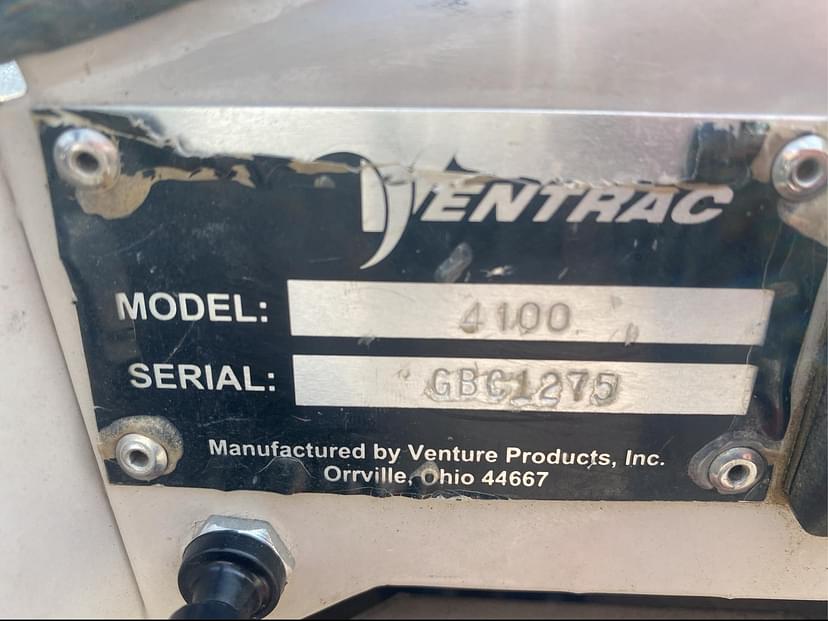 VENTRAC
MODEL: 4100
SERIAL: GBC1275
Manufactured by Venture Products, Inc.
Orrville, Ohio 44667